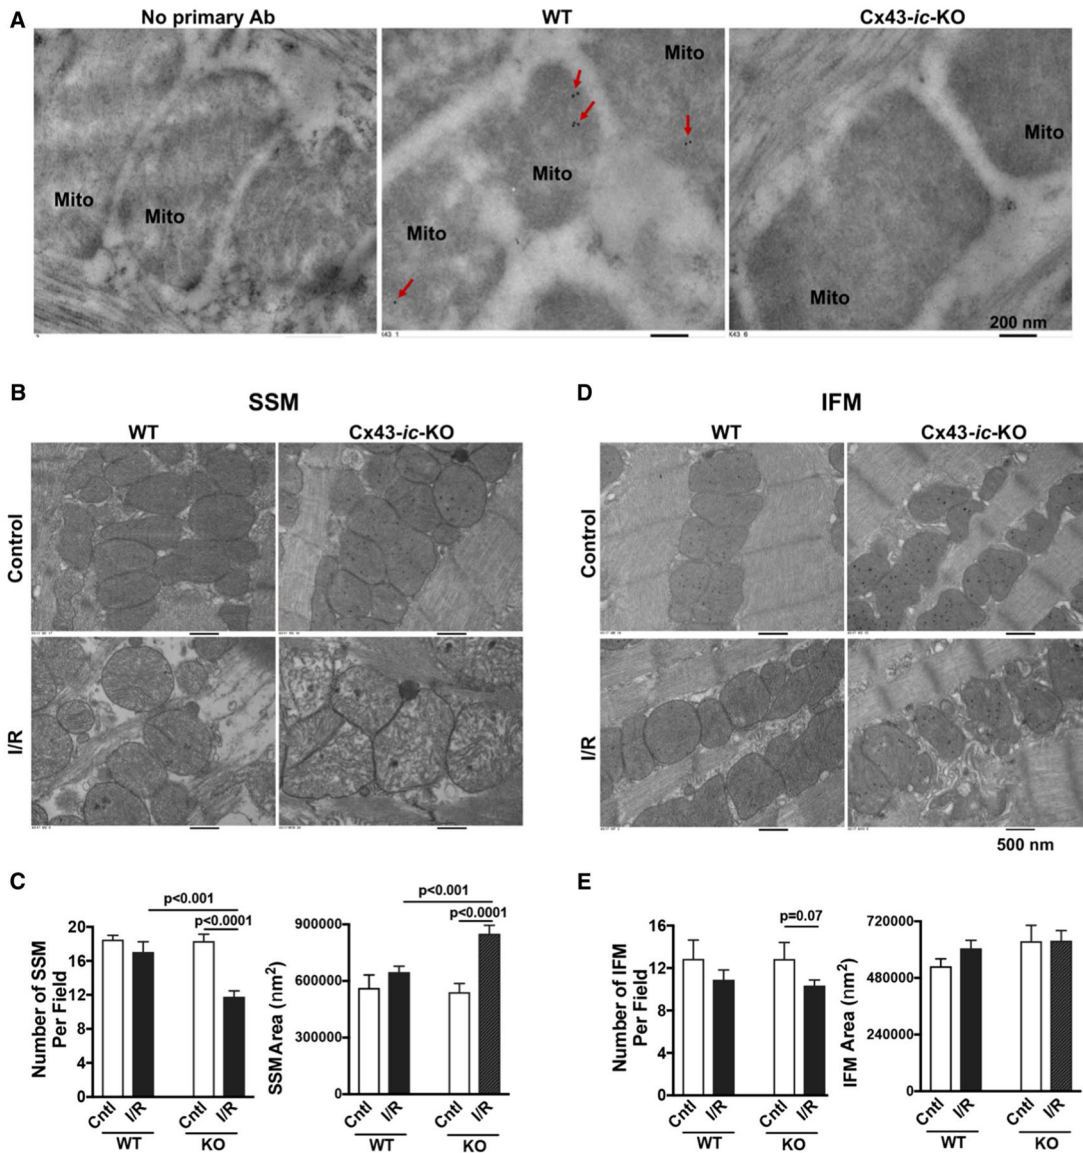 A
No primary Ab
WT
Cx43-ic-KO
Mito
Mito
Mito
Mito
Mito
Mito
Mito
X43 1
X43 6
200 nm
B
SSM
WT
Cx43-ic-KO
Control
I/R
D
IFM
WT
Cx43-ic-KO
Control
I/R
500 nm
C
Number of SSM
Per Field
20
16
12
8
4
0
p<0.001
p<0.0001
Cntl I/R Cntl I/R
WT KO
SSM Area (nm2)
900000
600000
300000
0
p<0.001
p<0.0001
Cntl I/R Cntl I/R
WT KO
E
Number of IFM
Per Field
16
12
8
4
0
p=0.07
Cntl I/R Cntl I/R
WT KO
IFM Area (nm2)
720000
480000
240000
0
Cntl I/R Cntl I/R
WT KO